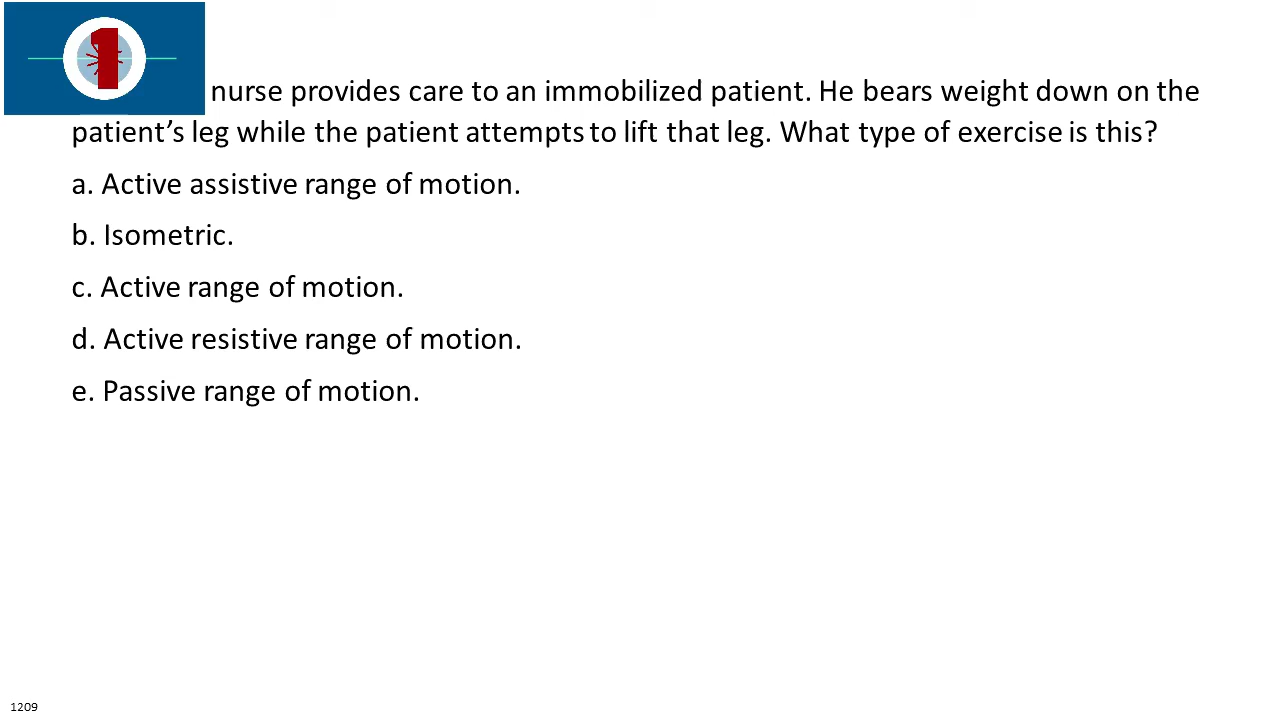 1
nurse provides care to an immobilized patient. He bears weight down on the
patient’s leg while the patient attempts to lift that leg. What type of exercise is this?
a. Active assistive range of motion.
b. Isometric.
c. Active range of motion.
d. Active resistive range of motion.
e. Passive range of motion.
1209